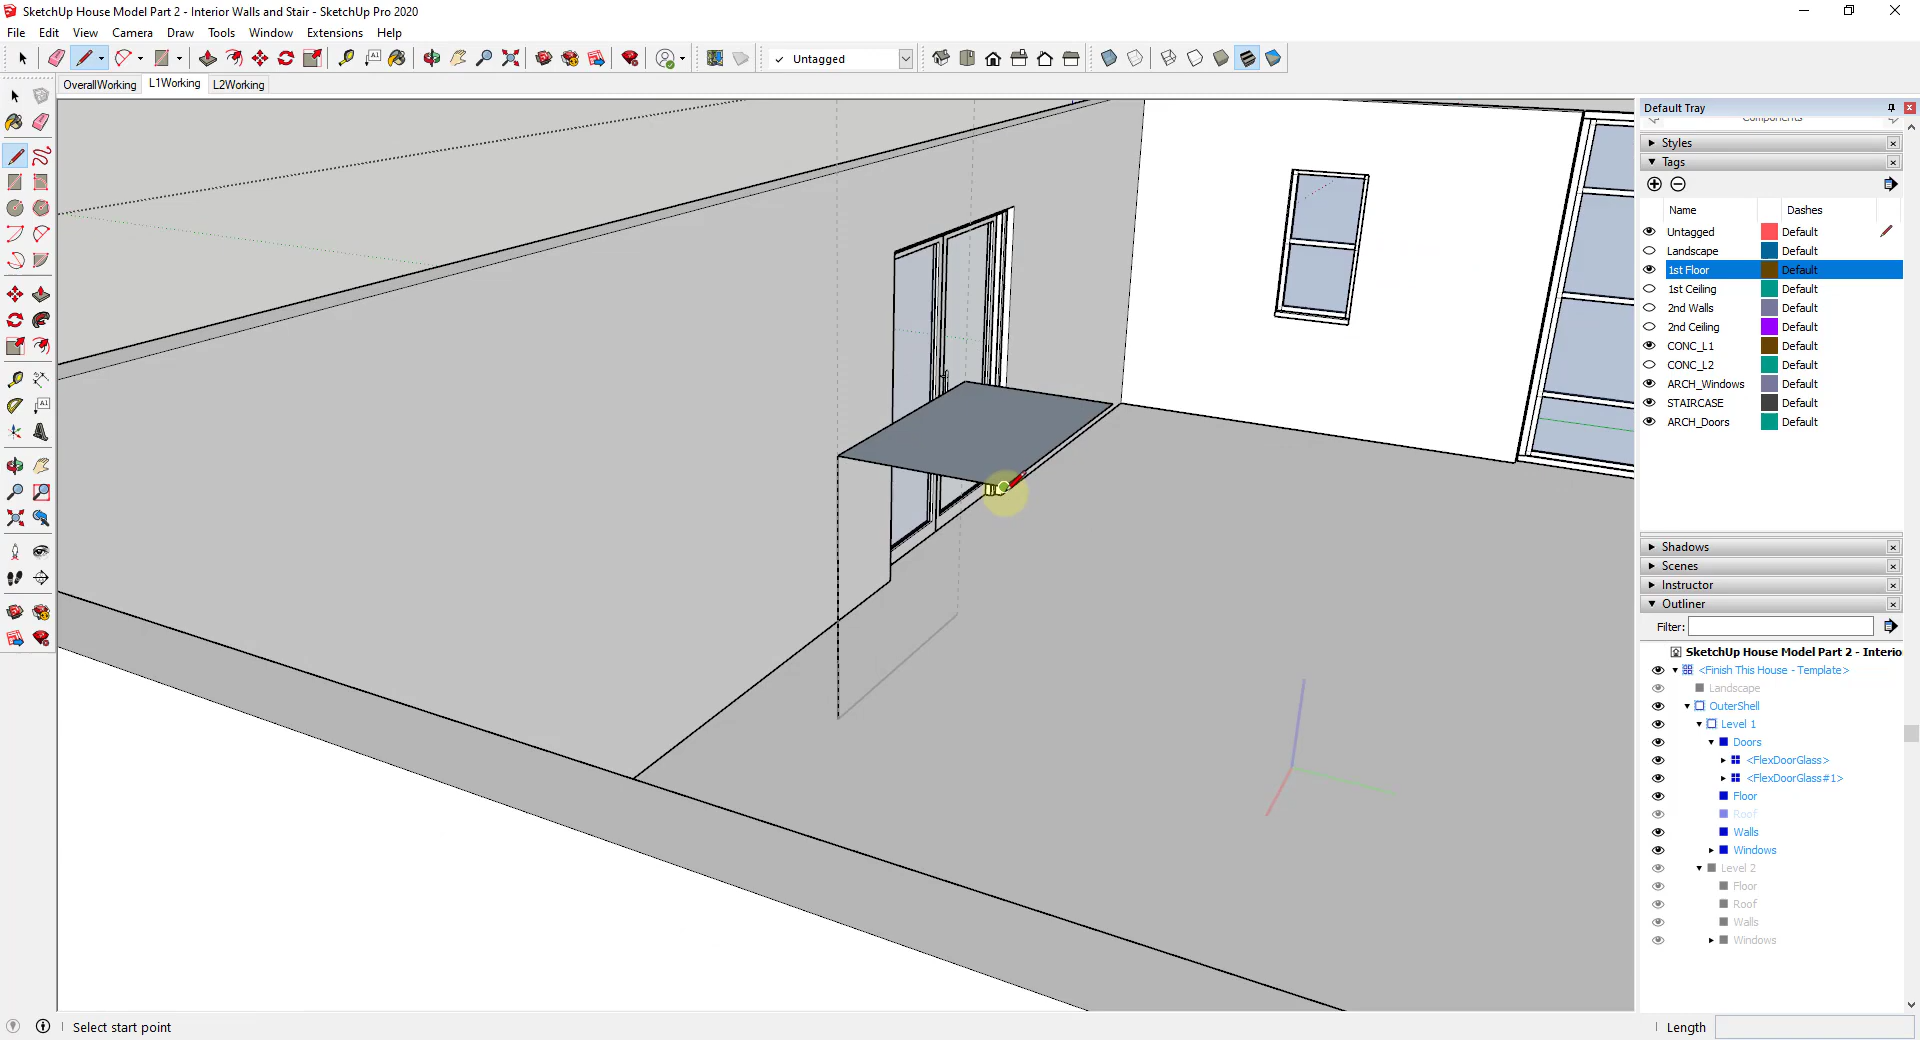 SketchUp House Model Part 2 - Interior Walls and Stair - SketchUp Pro 2020
File Edit View Camera Draw Tools Window Extensions Help
Untagged
OverallWorking L1Working L2Working
Default Tray
Components
Styles
Tags
Name Dashes
Untagged Default
Landscape Default
1st Floor Default
1st Ceiling Default
2nd Walls Default
2nd Ceiling Default
CONC_L1 Default
CONC_L2 Default
ARCH_Windows Default
STAIRCASE Default
ARCH_Doors Default
Shadows
Scenes
Instructor
Outliner
Filter:
SketchUp House Model Part 2 - Interio
<Finish This House - Template>
Landscape
OuterShell
Level 1
Doors
<FlexDoorGlass>
<FlexDoorGlass#1>
Floor
Roof
Walls
Windows
Level 2
Floor
Roof
Walls
Windows
Select start point
Length